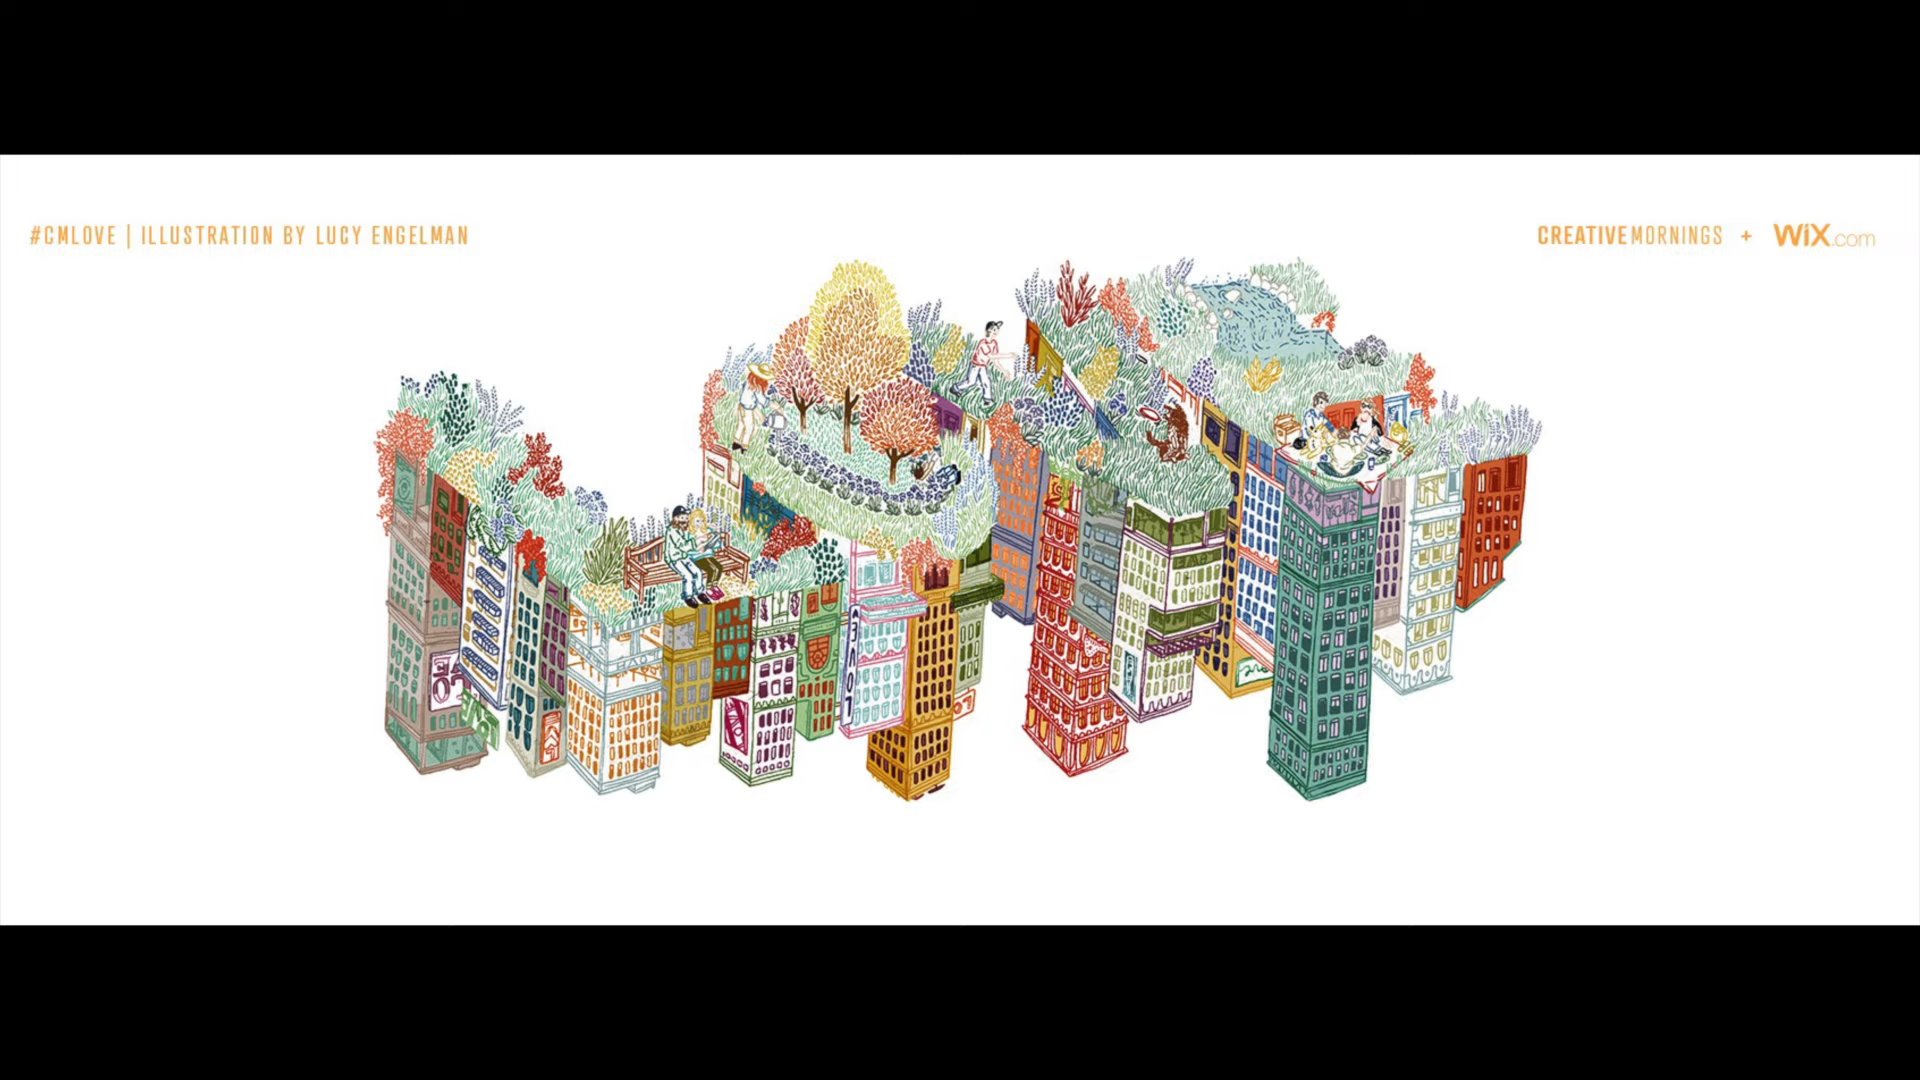 #CMLOVE | ILLUSTRATION BY LUCY ENGELMAN
CREATIVEMORNINGS + WiX.com